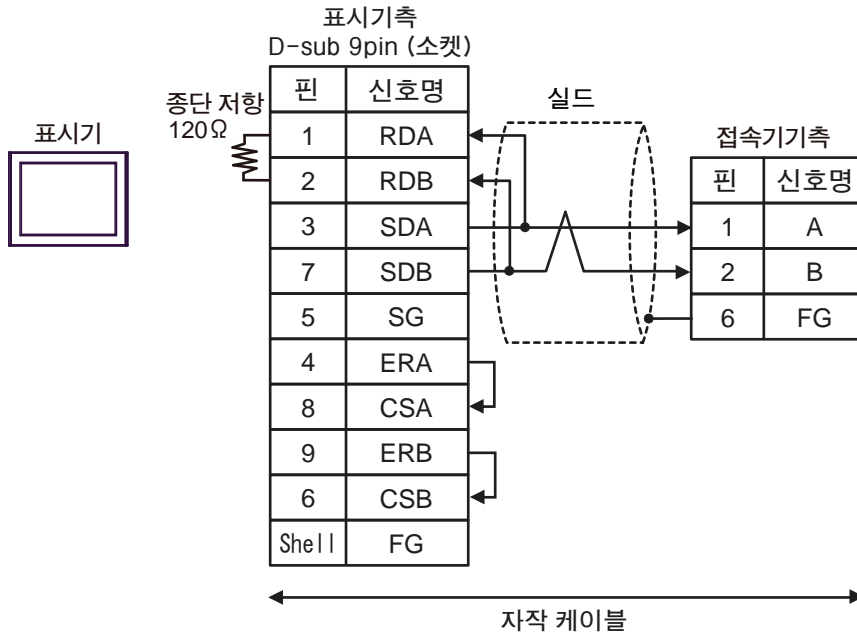 표시기측
D-sub 9pin (소켓)
종단 저항
120Ω
표시기
핀 신호명
1 RDA
2 RDB
3 SDA
7 SDB
5 SG
4 ERA
8 CSA
9 ERB
6 CSB
Shell FG
실드
접속기기측
핀 신호명
1 A
2 B
6 FG
자작 케이블